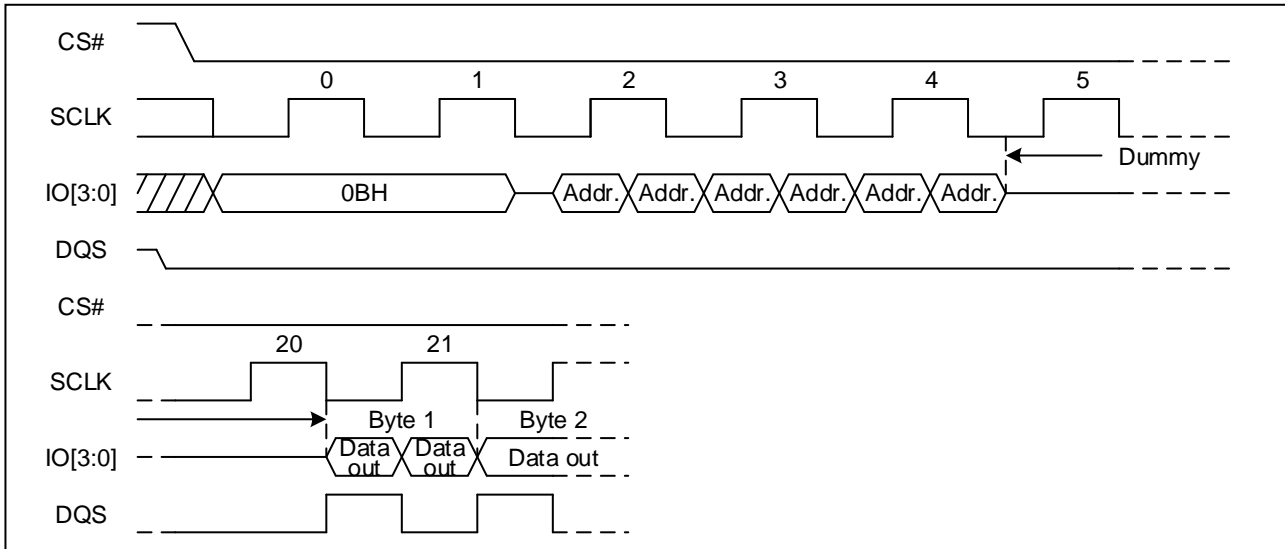 CS#
0 1 2 3 4 5
SCLK
Dummy
IO[3:0] 0BH Addr. Addr. Addr. Addr. Addr. Addr.
DQS
CS#
20 21
SCLK
Byte 1 Byte 2
IO[3:0] Data out Data out Data out
DQS